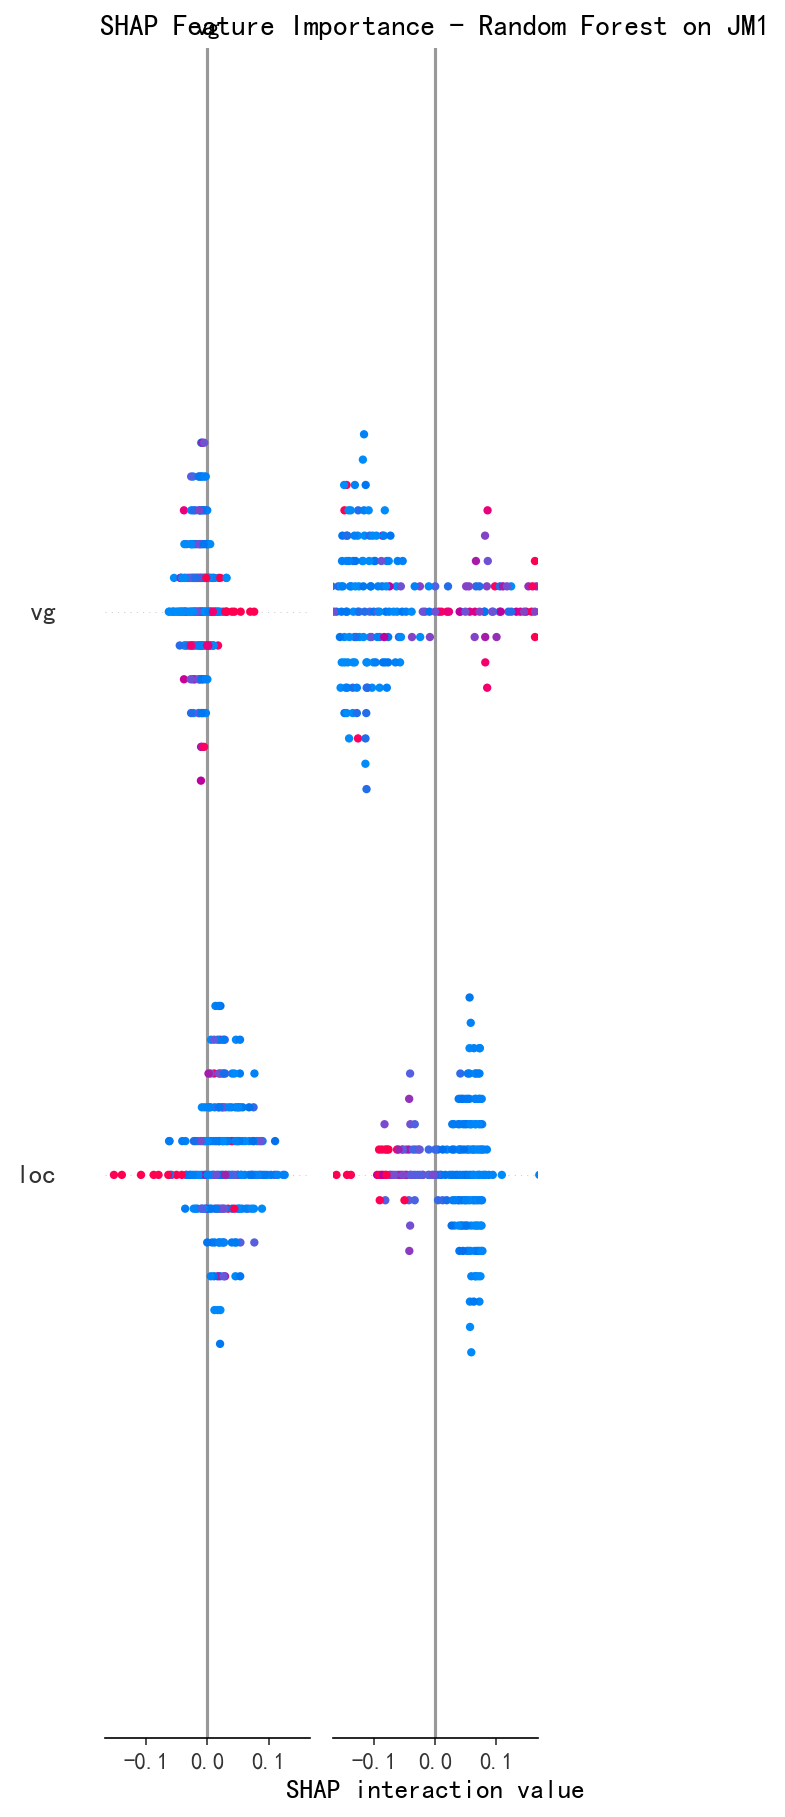 SHAP Feature Importance - Random Forest on JM1
vg
vg
loc
-0.1 0.0 0.1 -0.1 0.0 0.1
SHAP interaction value